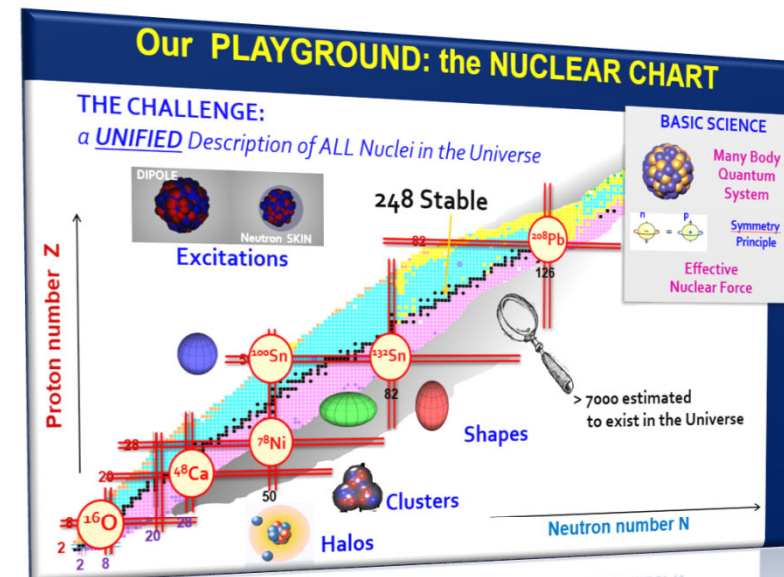 Our PLAYGROUND: the NUCLEAR CHART
THE CHALLENGE:
a UNIFIED Description of ALL Nuclei in the Universe
BASIC SCIENCE
Many Body
Quantum
System
n
p
=
Symmetry
Principle
Effective
Nuclear Force
DIPOLE
Neutron SKIN
Excitations
248 Stable
82
²⁰⁸Pb
126
Proton number Z
5
¹⁰⁰Sn
¹³²Sn
82
> 7000 estimated
to exist in the Universe
Shapes
28
⁷⁸Ni
20
⁴⁸Ca
50
Clusters
8
¹⁶O
20
28
Halos
Neutron number N
2
2
8